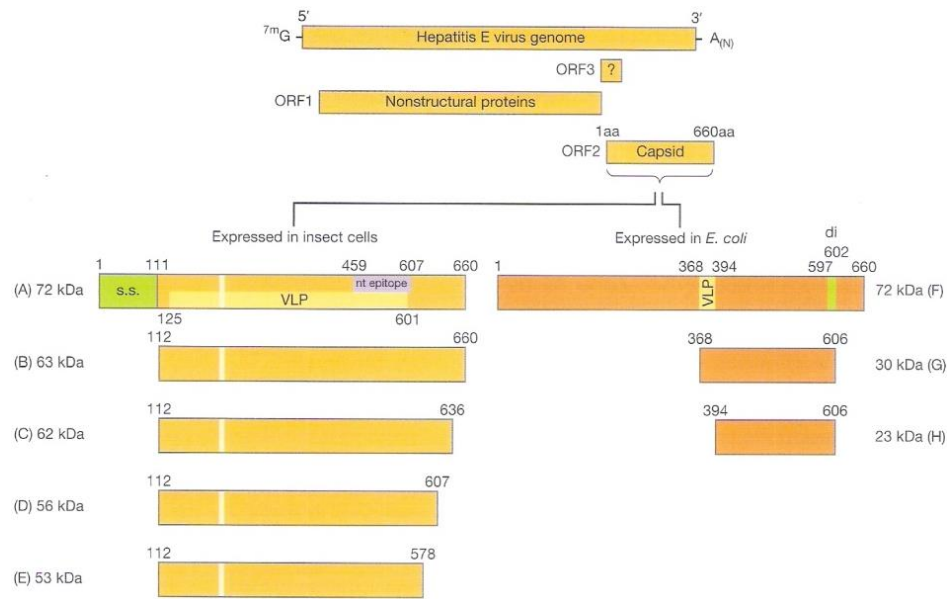 5′ 3′
7mG Hepatitis E virus genome A(N)
ORF3 ?
ORF1 Nonstructural proteins
1aa 660aa
ORF2 Capsid
Expressed in insect cells Expressed in E. coli
di
602
1 111 459 607 660 1 368 394 597 660
(A) 72 kDa s.s. VLP nt epitope VLP 72 kDa (F)
125 601
112 660 368 606
(B) 63 kDa 30 kDa (G)
112 636 394 606
(C) 62 kDa 23 kDa (H)
112 607
(D) 56 kDa
112 578
(E) 53 kDa